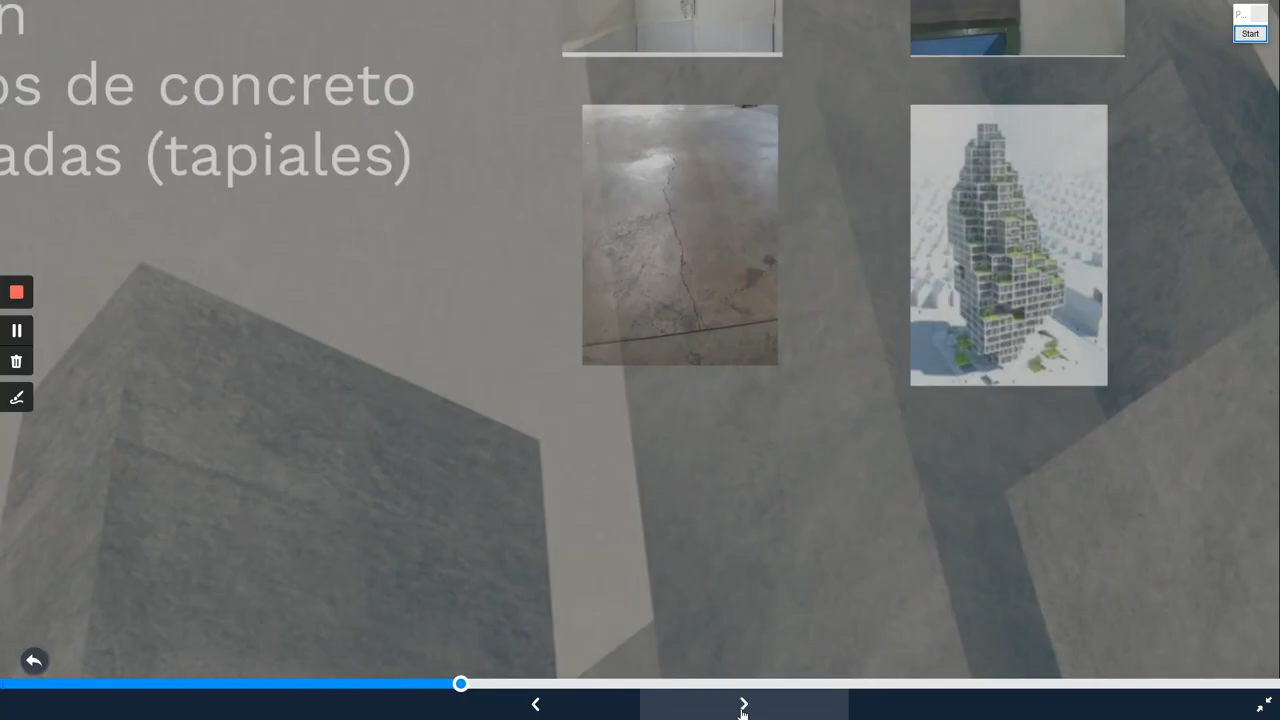 n
os de concreto
adas (tapiales)
P...
Start